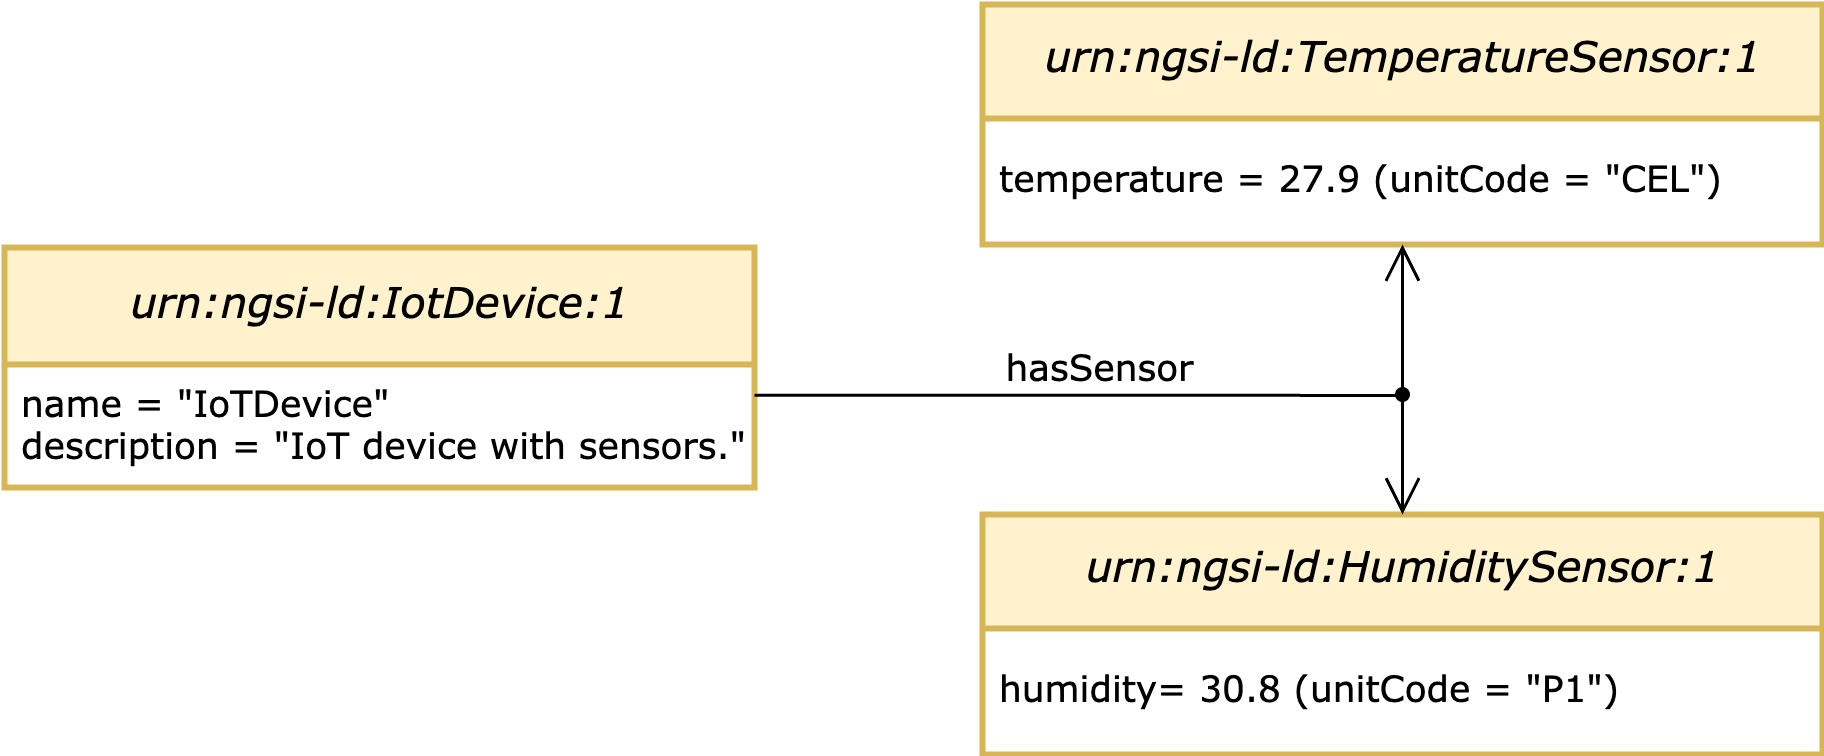 urn:ngsi-ld:TemperatureSensor:1
temperature = 27.9 (unitCode = "CEL")
urn:ngsi-ld:IotDevice:1
name = "IoTDevice"
description = "IoT device with sensors."
hasSensor
urn:ngsi-ld:HumiditySensor:1
humidity= 30.8 (unitCode = "P1")